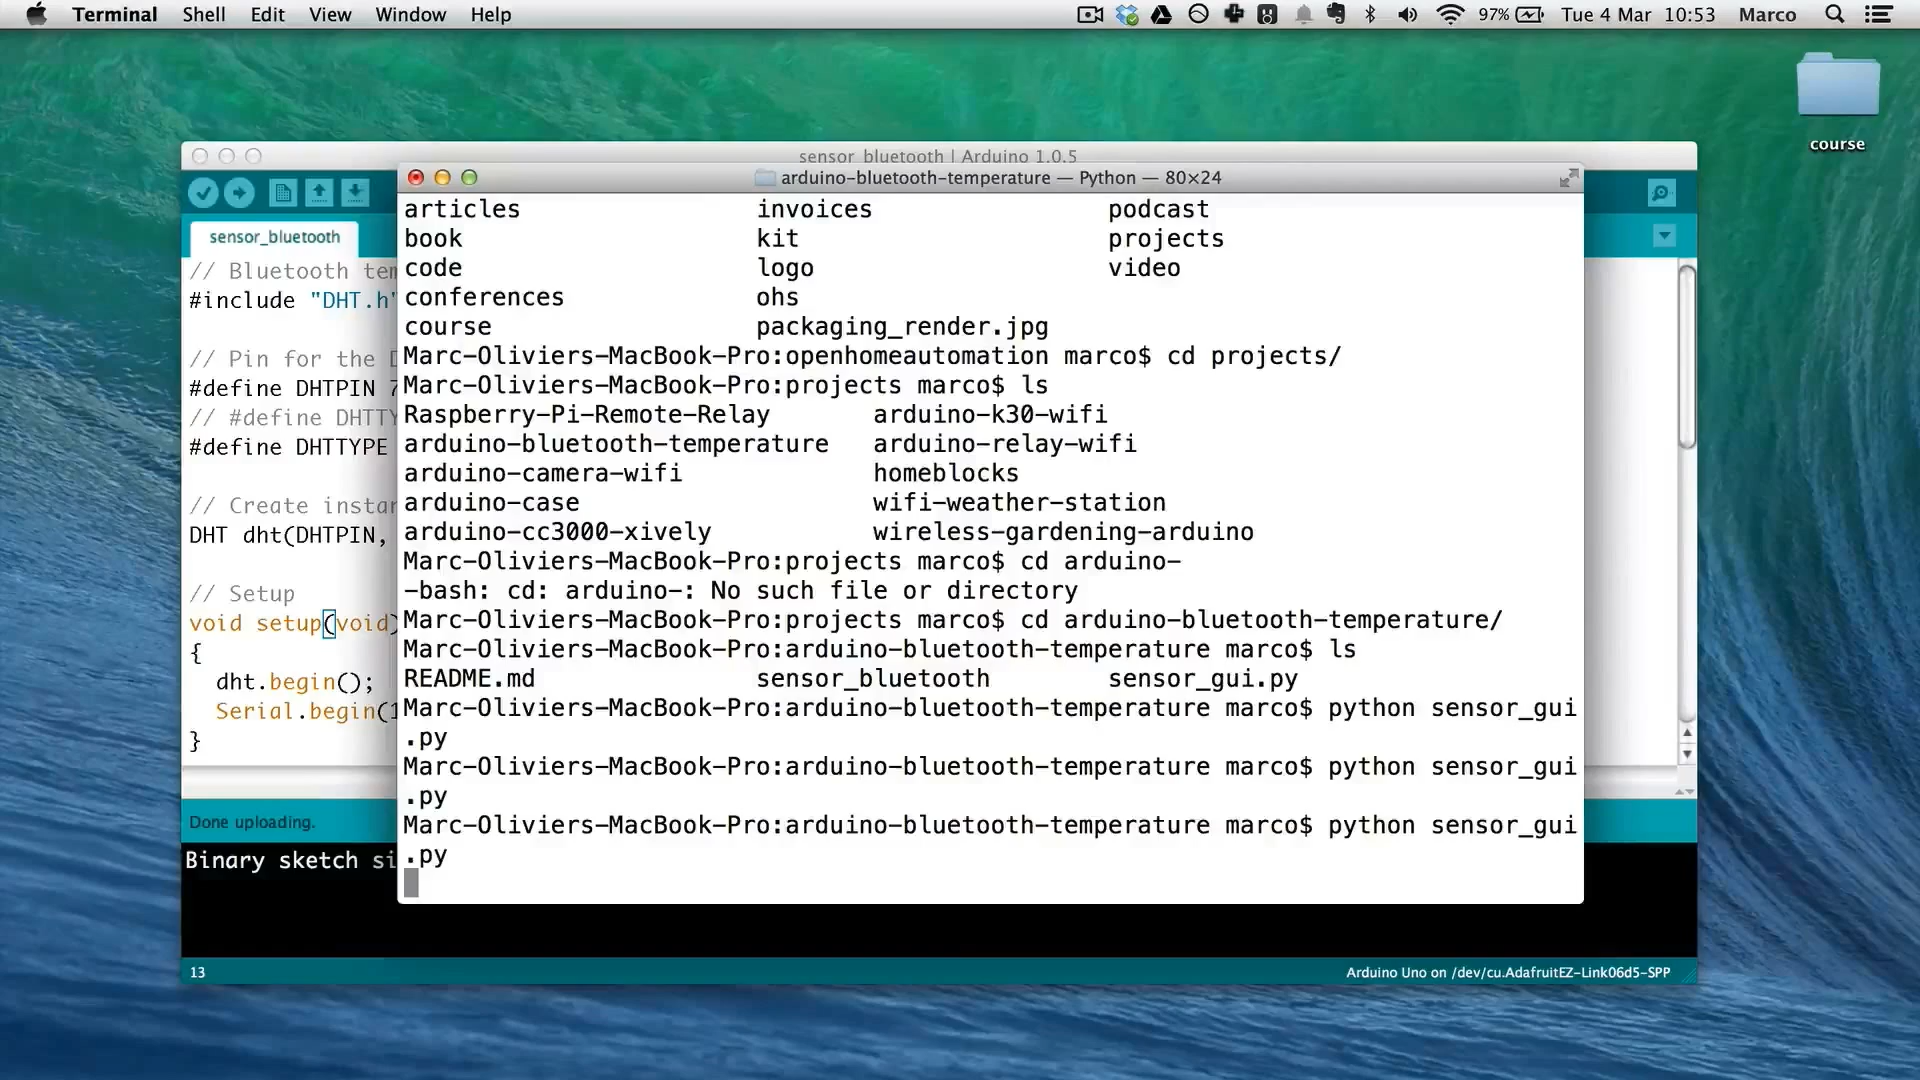 Terminal Shell Edit View Window Help 97% Tue 4 Mar 10:53 Marco
course
sensor_bluetooth | Arduino 1.0.5
arduino-bluetooth-temperature — Python — 80×24
sensor_bluetooth
// Bluetooth tem
#include "DHT.h"
// Pin for the D
#define DHTPIN 7
// #define DHTTY
#define DHTTYPE
// Create instan
DHT dht(DHTPIN,
// Setup
void setup(void)
{
dht.begin();
Serial.begin(1
}
articles invoices podcast
book kit projects
code logo video
conferences ohs
course packaging_render.jpg
Marc-Oliviers-MacBook-Pro:openhomeautomation marco$ cd projects/
Marc-Oliviers-MacBook-Pro:projects marco$ ls
Raspberry-Pi-Remote-Relay arduino-k30-wifi
arduino-bluetooth-temperature arduino-relay-wifi
arduino-camera-wifi homeblocks
arduino-case wifi-weather-station
arduino-cc3000-xively wireless-gardening-arduino
Marc-Oliviers-MacBook-Pro:projects marco$ cd arduino-
-bash: cd: arduino-: No such file or directory
Marc-Oliviers-MacBook-Pro:projects marco$ cd arduino-bluetooth-temperature/
Marc-Oliviers-MacBook-Pro:arduino-bluetooth-temperature marco$ ls
README.md sensor_bluetooth sensor_gui.py
Marc-Oliviers-MacBook-Pro:arduino-bluetooth-temperature marco$ python sensor_gui
.py
Marc-Oliviers-MacBook-Pro:arduino-bluetooth-temperature marco$ python sensor_gui
.py
Marc-Oliviers-MacBook-Pro:arduino-bluetooth-temperature marco$ python sensor_gui
.py
Done uploading.
Binary sketch si
13 Arduino Uno on /dev/cu.AdafruitEZ-Link06d5-SPP